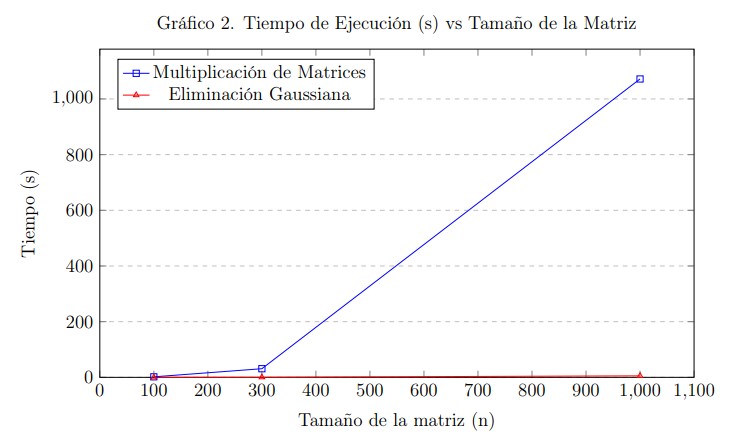 Gráfico 2. Tiempo de Ejecución (s) vs Tamaño de la Matriz
Multiplicación de Matrices
Eliminación Gaussiana
1,000
800
600
400
200
0
Tiempo (s)
0 100 200 300 400 500 600 700 800 900 1,000 1,100
Tamaño de la matriz (n)